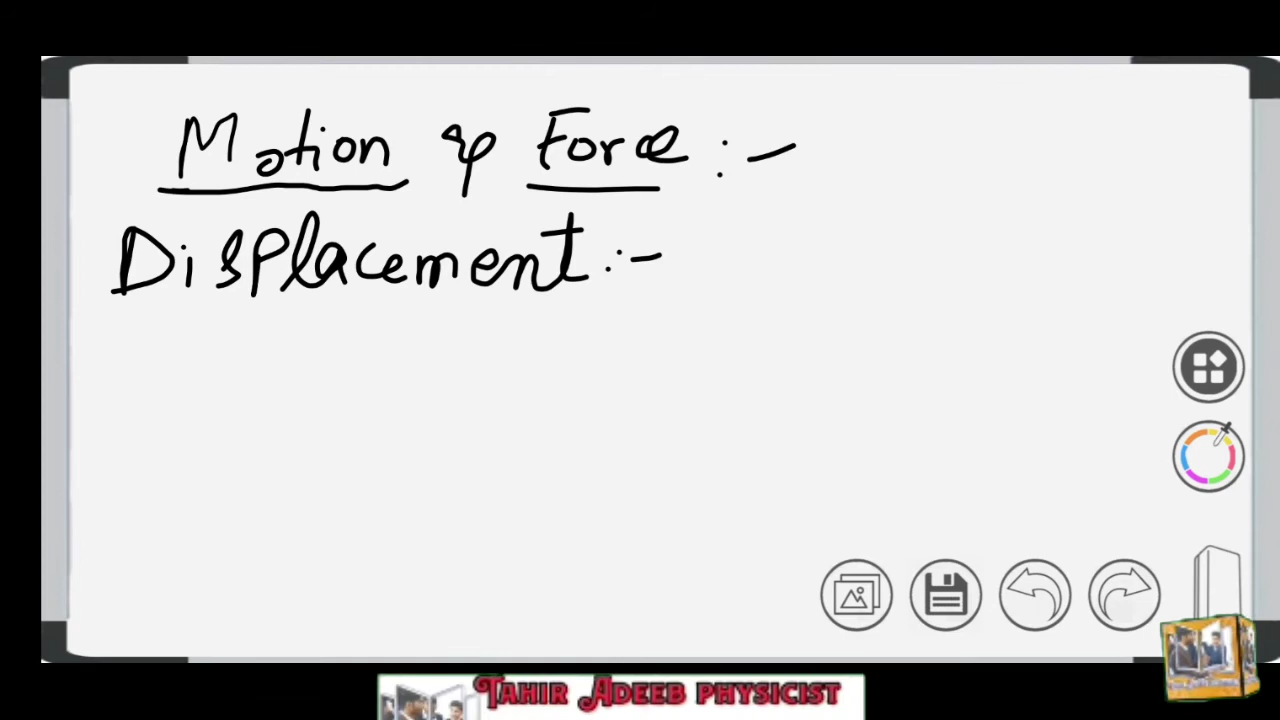 Motion & Force :-
Displacement :-
TAHIR ADEEB PHYSICIST